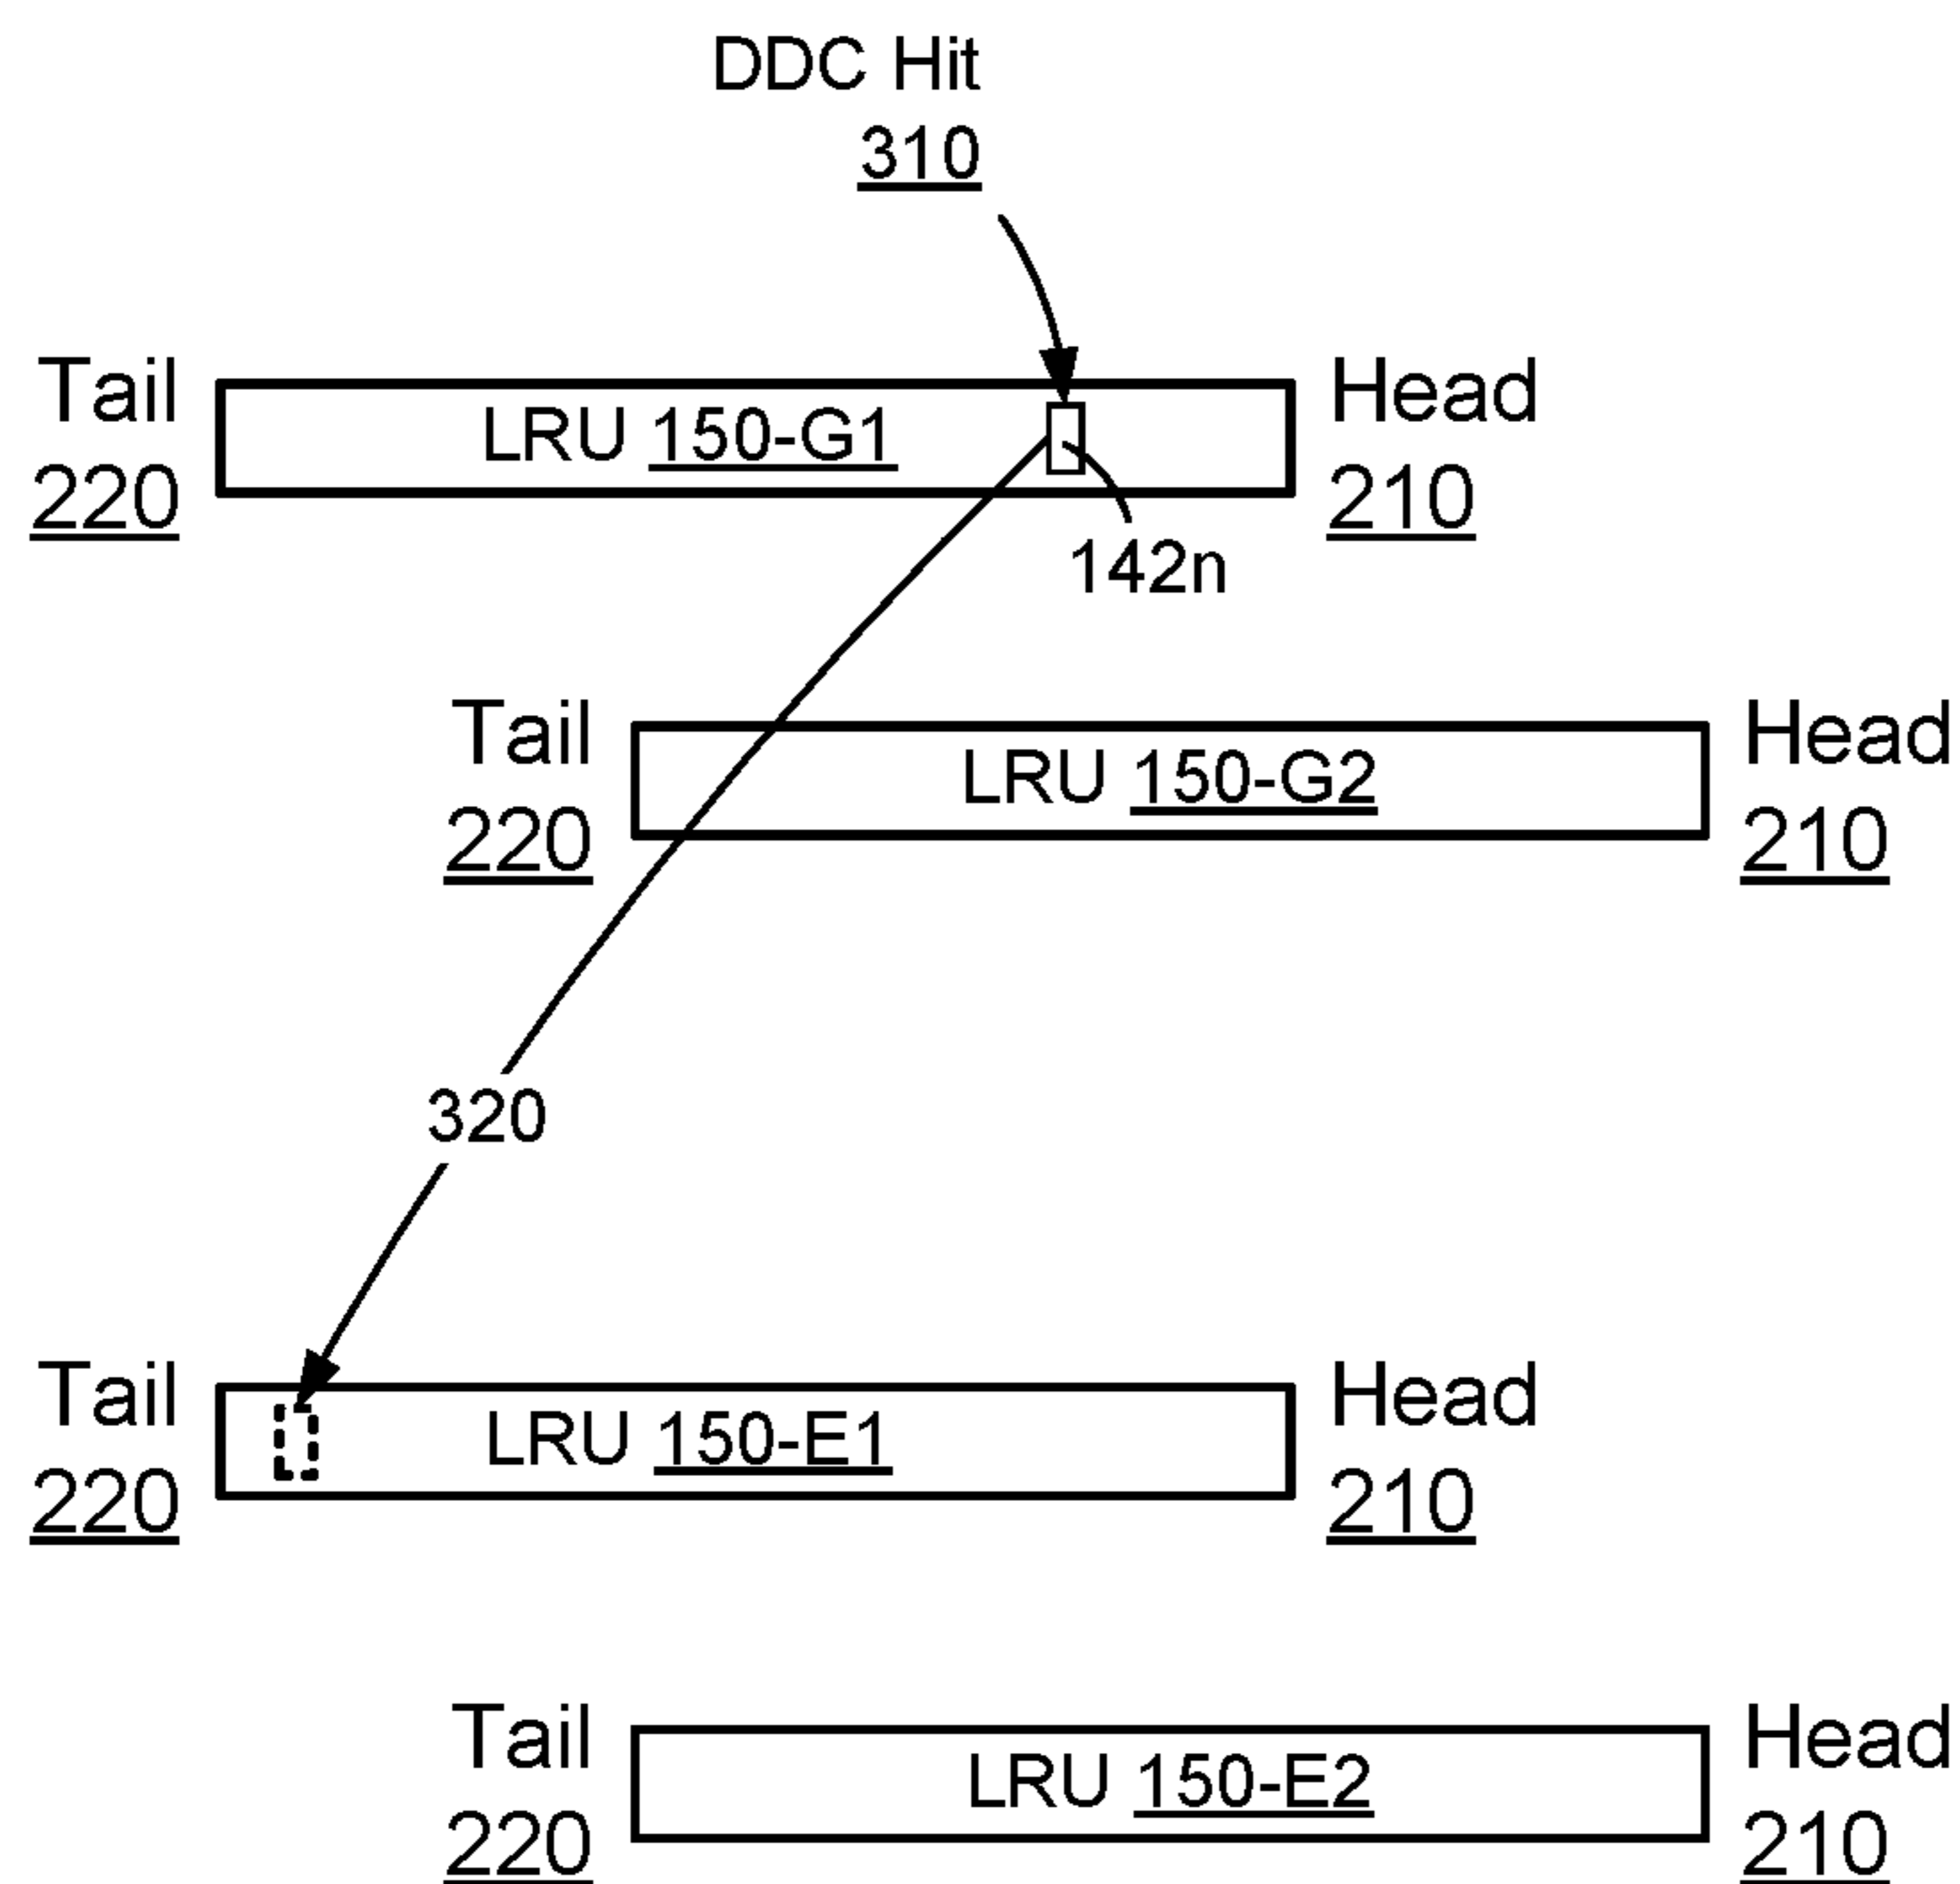 DDC Hit
310
Tail
220
LRU 150-G1
Head
210
142n
Tail
220
LRU 150-G2
Head
210
320
Tail
220
LRU 150-E1
Head
210
Tail
220
LRU 150-E2
Head
210